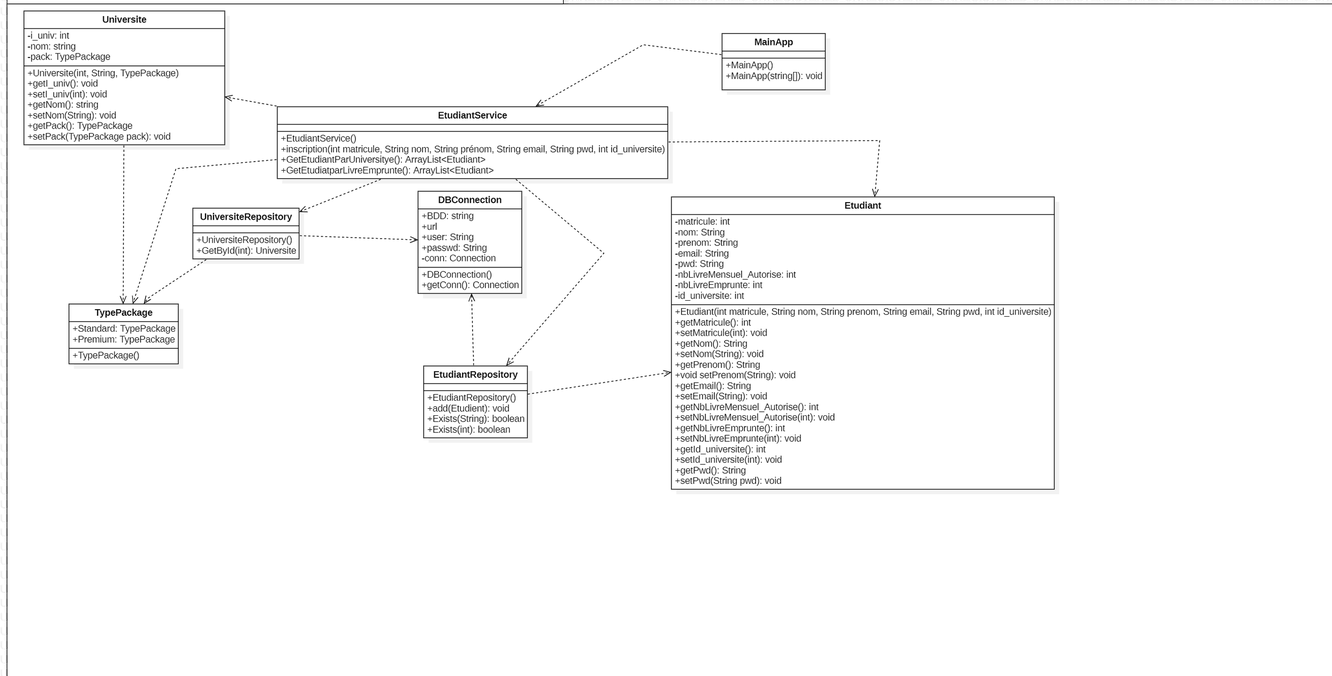 Universite
-i_univ: int
-nom: string
-pack: TypePackage
+Universite(int, String, TypePackage)
+getI_univ(): void
+setI_univ(int): void
+getNom(): string
+setNom(String): void
+getPack(): TypePackage
+setPack(TypePackage pack): void
MainApp
+MainApp()
+MainApp(string[]): void
EtudiantService
+EtudiantService()
+inscription(int matricule, String nom, String prénom, String email, String pwd, int id_universite)
+GetEtudiantParUniversitye(): ArrayList<Etudiant>
+GetEtudiatparLivreEmprunte(): ArrayList<Etudiant>
UniversiteRepository
+UniversiteRepository()
+GetById(int): Universite
DBConnection
+BDD: string
+url
+user: String
+passwd: String
-conn: Connection
+DBConnection()
+getConn(): Connection
Etudiant
-matricule: int
-nom: String
-prenom: String
-email: String
-pwd: String
-nbLivreMensuel_Autorise: int
-nbLivreEmprunte: int
-id_universite: int
+Etudiant(int matricule, String nom, String prenom, String email, String pwd, int id_universite)
+getMatricule(): int
+setMatricule(int): void
+getNom(): String
+setNom(String): void
+getPrenom(): String
+void setPrenom(String): void
+getEmail(): String
+setEmail(String): void
+getNbLivreMensuel_Autorise(): int
+setNbLivreMensuel_Autorise(int): void
+getNbLivreEmprunte(): int
+setNbLivreEmprunte(int): void
+getId_universite(): int
+setId_universite(int): void
+getPwd(): String
+setPwd(String pwd): void
TypePackage
+Standard: TypePackage
+Premium: TypePackage
+TypePackage()
EtudiantRepository
+EtudiantRepository()
+add(Etudient): void
+Exists(String): boolean
+Exists(int): boolean